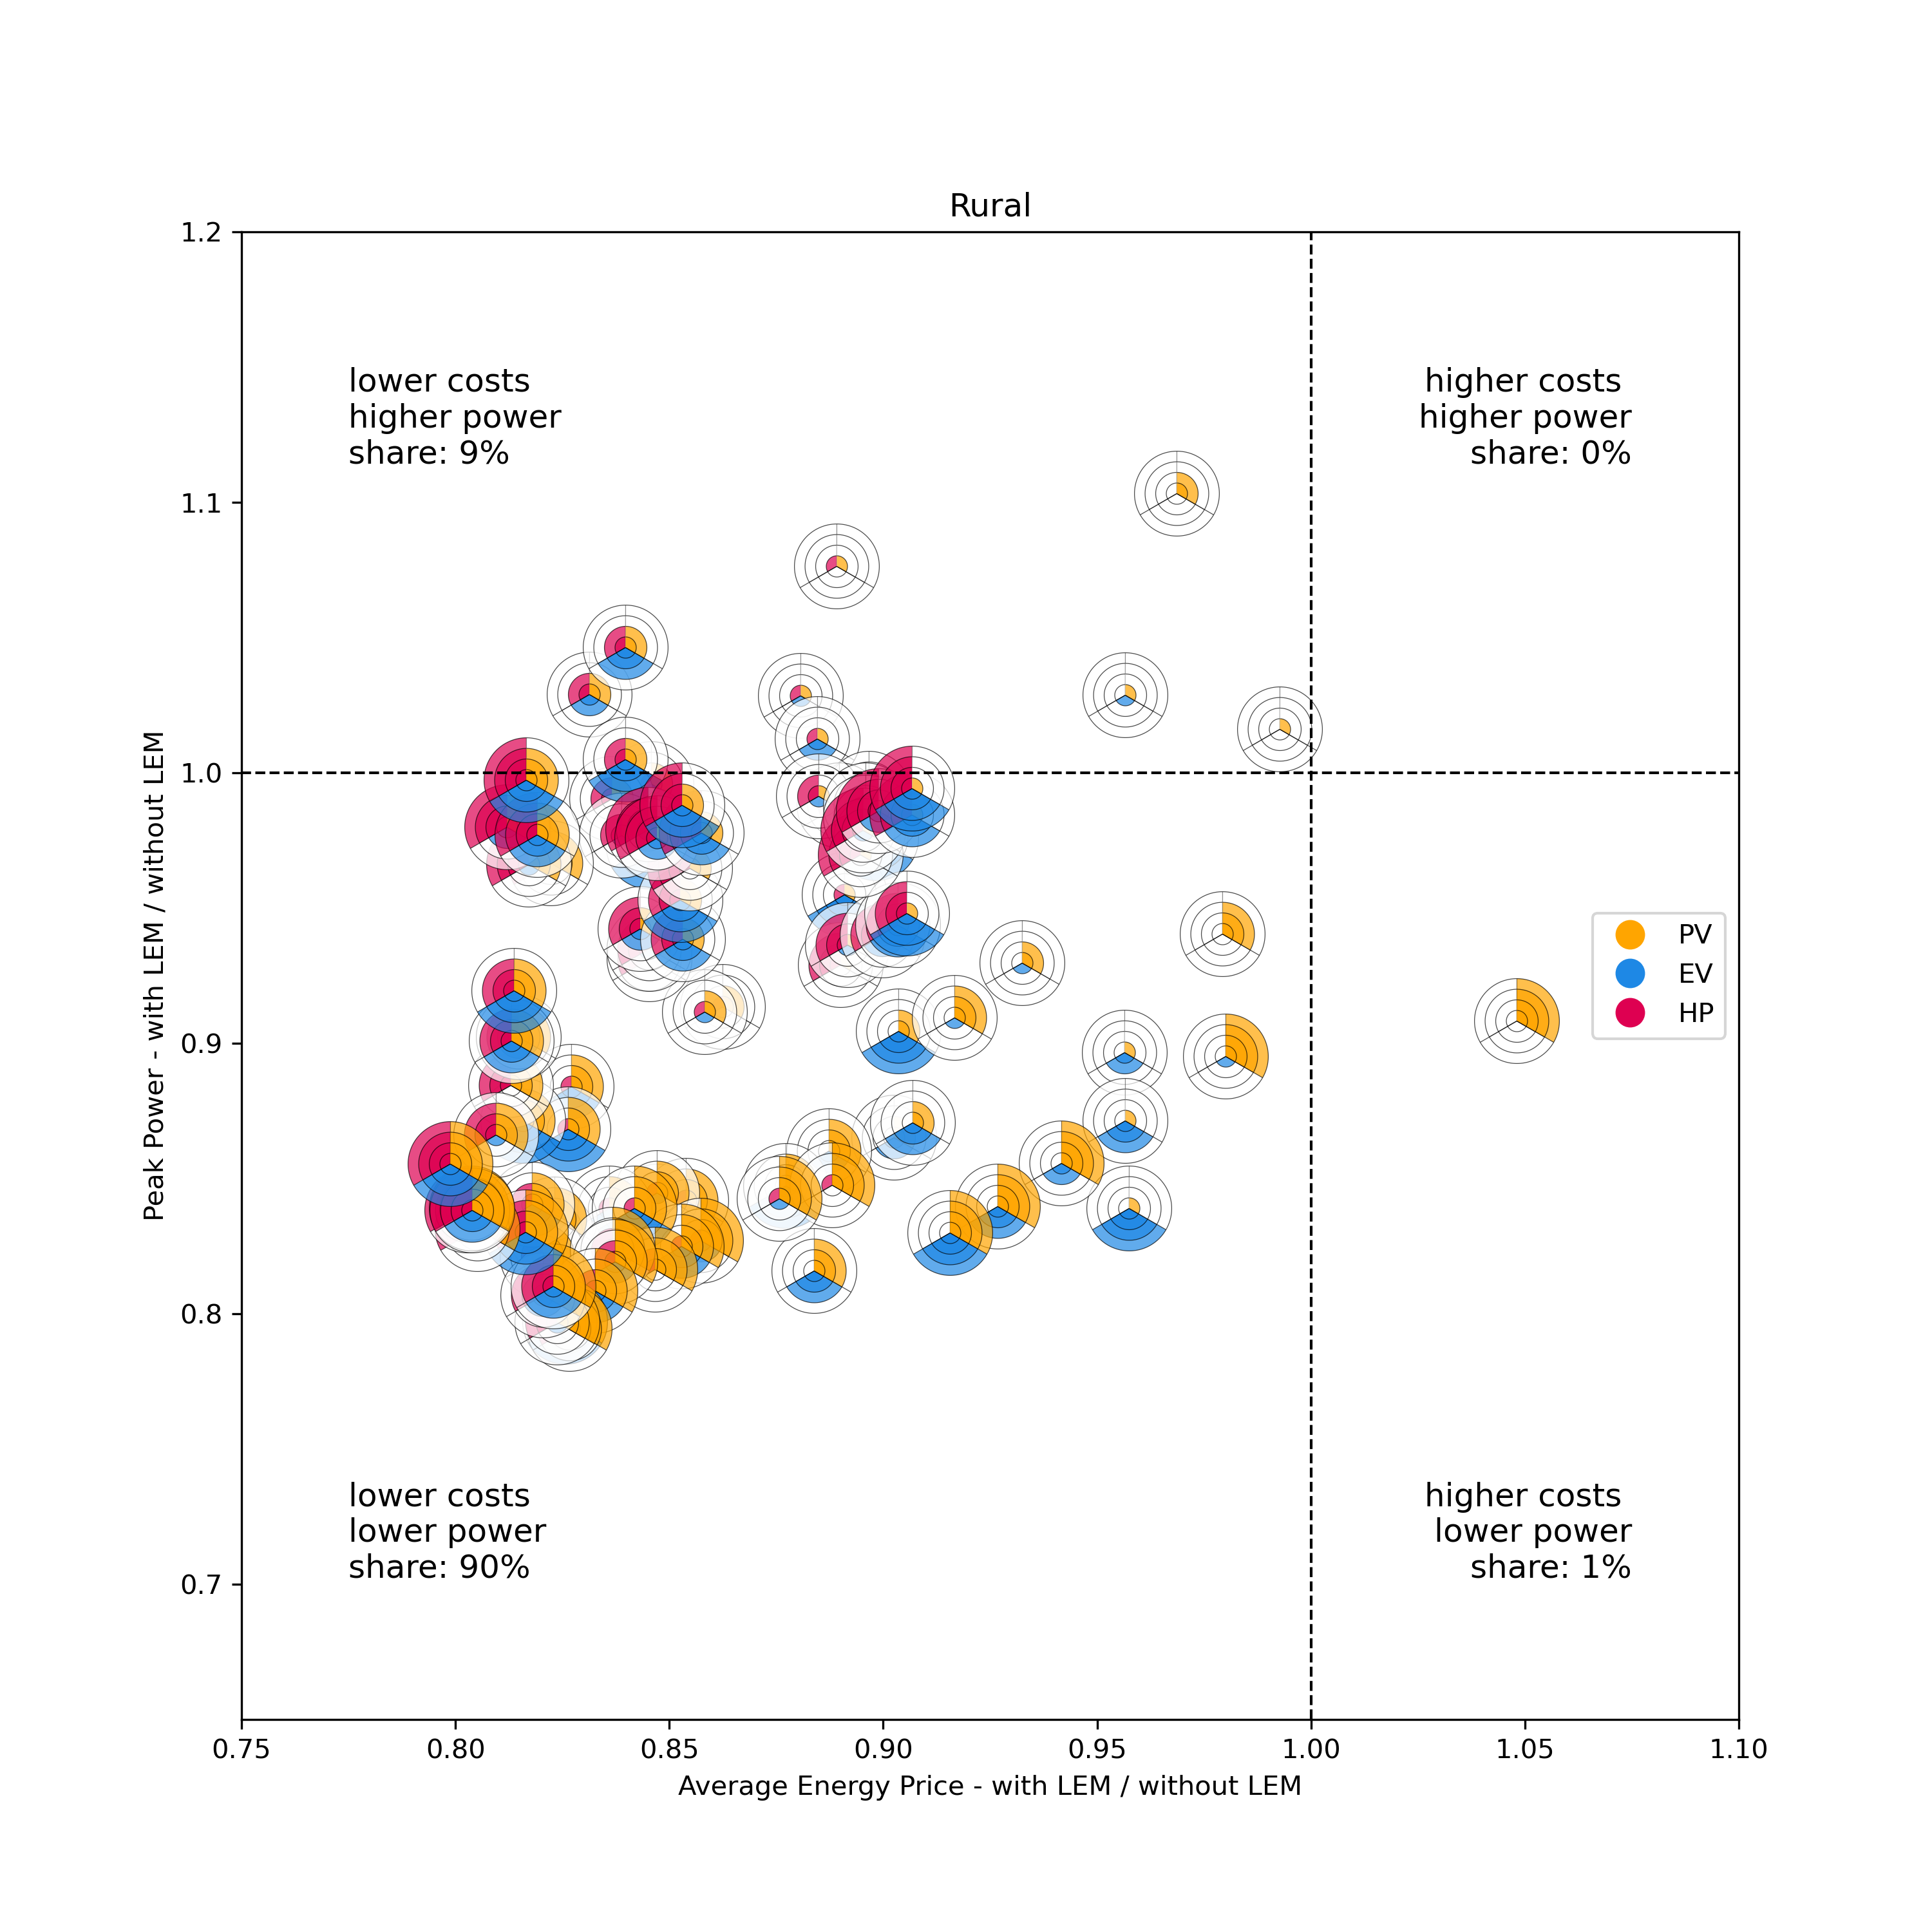 Rural
1.2
1.1
1.0
0.9
0.8
0.7
Peak Power - with LEM / without LEM
lower costs
higher power
share: 9%
higher costs
higher power
share: 0%
PV
EV
HP
lower costs
lower power
share: 90%
higher costs
lower power
share: 1%
0.75
0.80
0.85
0.90
0.95
1.00
1.05
1.10
Average Energy Price - with LEM / without LEM